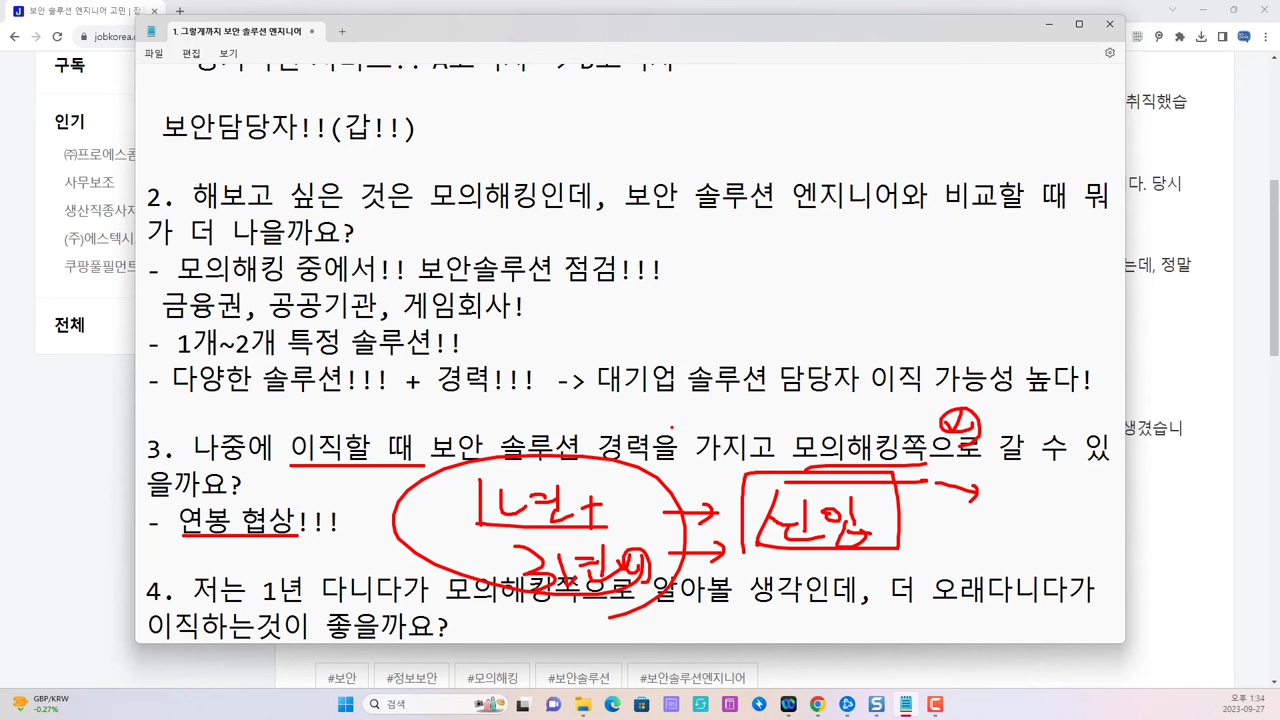 보안 솔루션 엔지니어 고민 | 잡
jobkorea.c
구독
인기
㈜프로에스콤
사무보조
생산직종사자
(주)에스텍시
쿠팡풀필먼트
전체
1. 그렇게까지 보안 솔루션 엔지니어
파일 편집 보기
보안담당자!!(갑!!)
2. 해보고 싶은 것은 모의해킹인데, 보안 솔루션 엔지니어와 비교할 때 뭐
가 더 나을까요?
- 모의해킹 중에서!! 보안솔루션 점검!!!
금융권, 공공기관, 게임회사!
- 1개~2개 특정 솔루션!!
- 다양한 솔루션!!! + 경력!!! -> 대기업 솔루션 담당자 이직 가능성 높다!
3. 나중에 이직할 때 보안 솔루션 경력을 가지고 모의해킹쪽으로 갈 수 있
을까요?
- 연봉 협상!!!
1년+
3년
신입
4. 저는 1년 다니다가 모의해킹쪽으로 알아볼 생각인데, 더 오래다니다가
이직하는것이 좋을까요?
취직했습
다. 당시
는데, 정말
생겼습니
#보안 #정보보안 #모의해킹 #보안솔루션 #보안솔루션엔지니어
GBP/KRW
-0.27%
검색
오후 1:34
2023-09-27